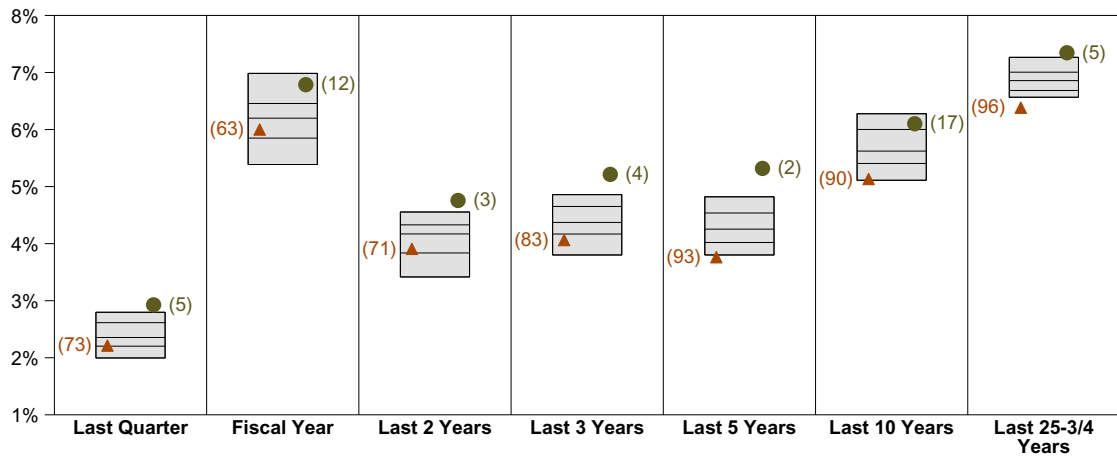 8%
7%
6%
5%
4%
3%
2%
1%
(73)
(5)
(63)
(12)
(71)
(3)
(83)
(4)
(93)
(2)
(90)
(17)
(96)
(5)
Last Quarter
Fiscal Year
Last 2 Years
Last 3 Years
Last 5 Years
Last 10 Years
Last 25-3/4
Years